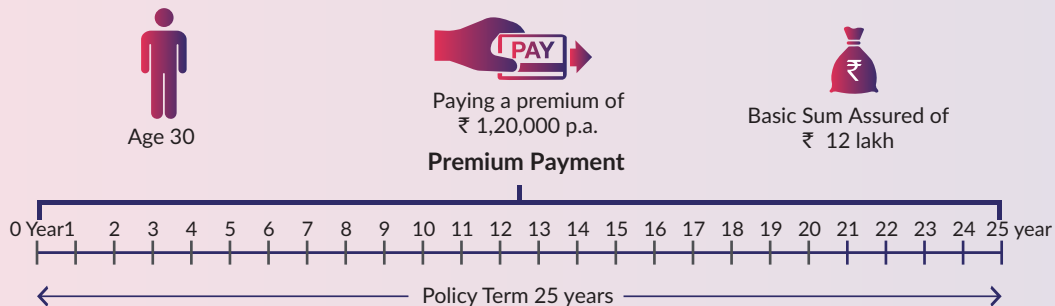 PAY
₹
Age 30
Paying a premium of
₹ 1,20,000 p.a.
Basic Sum Assured of
₹ 12 lakh
Premium Payment
0 Year1 2 3 4 5 6 7 8 9 10 11 12 13 14 15 16 17 18 19 20 21 22 23 24 25 year
Policy Term 25 years